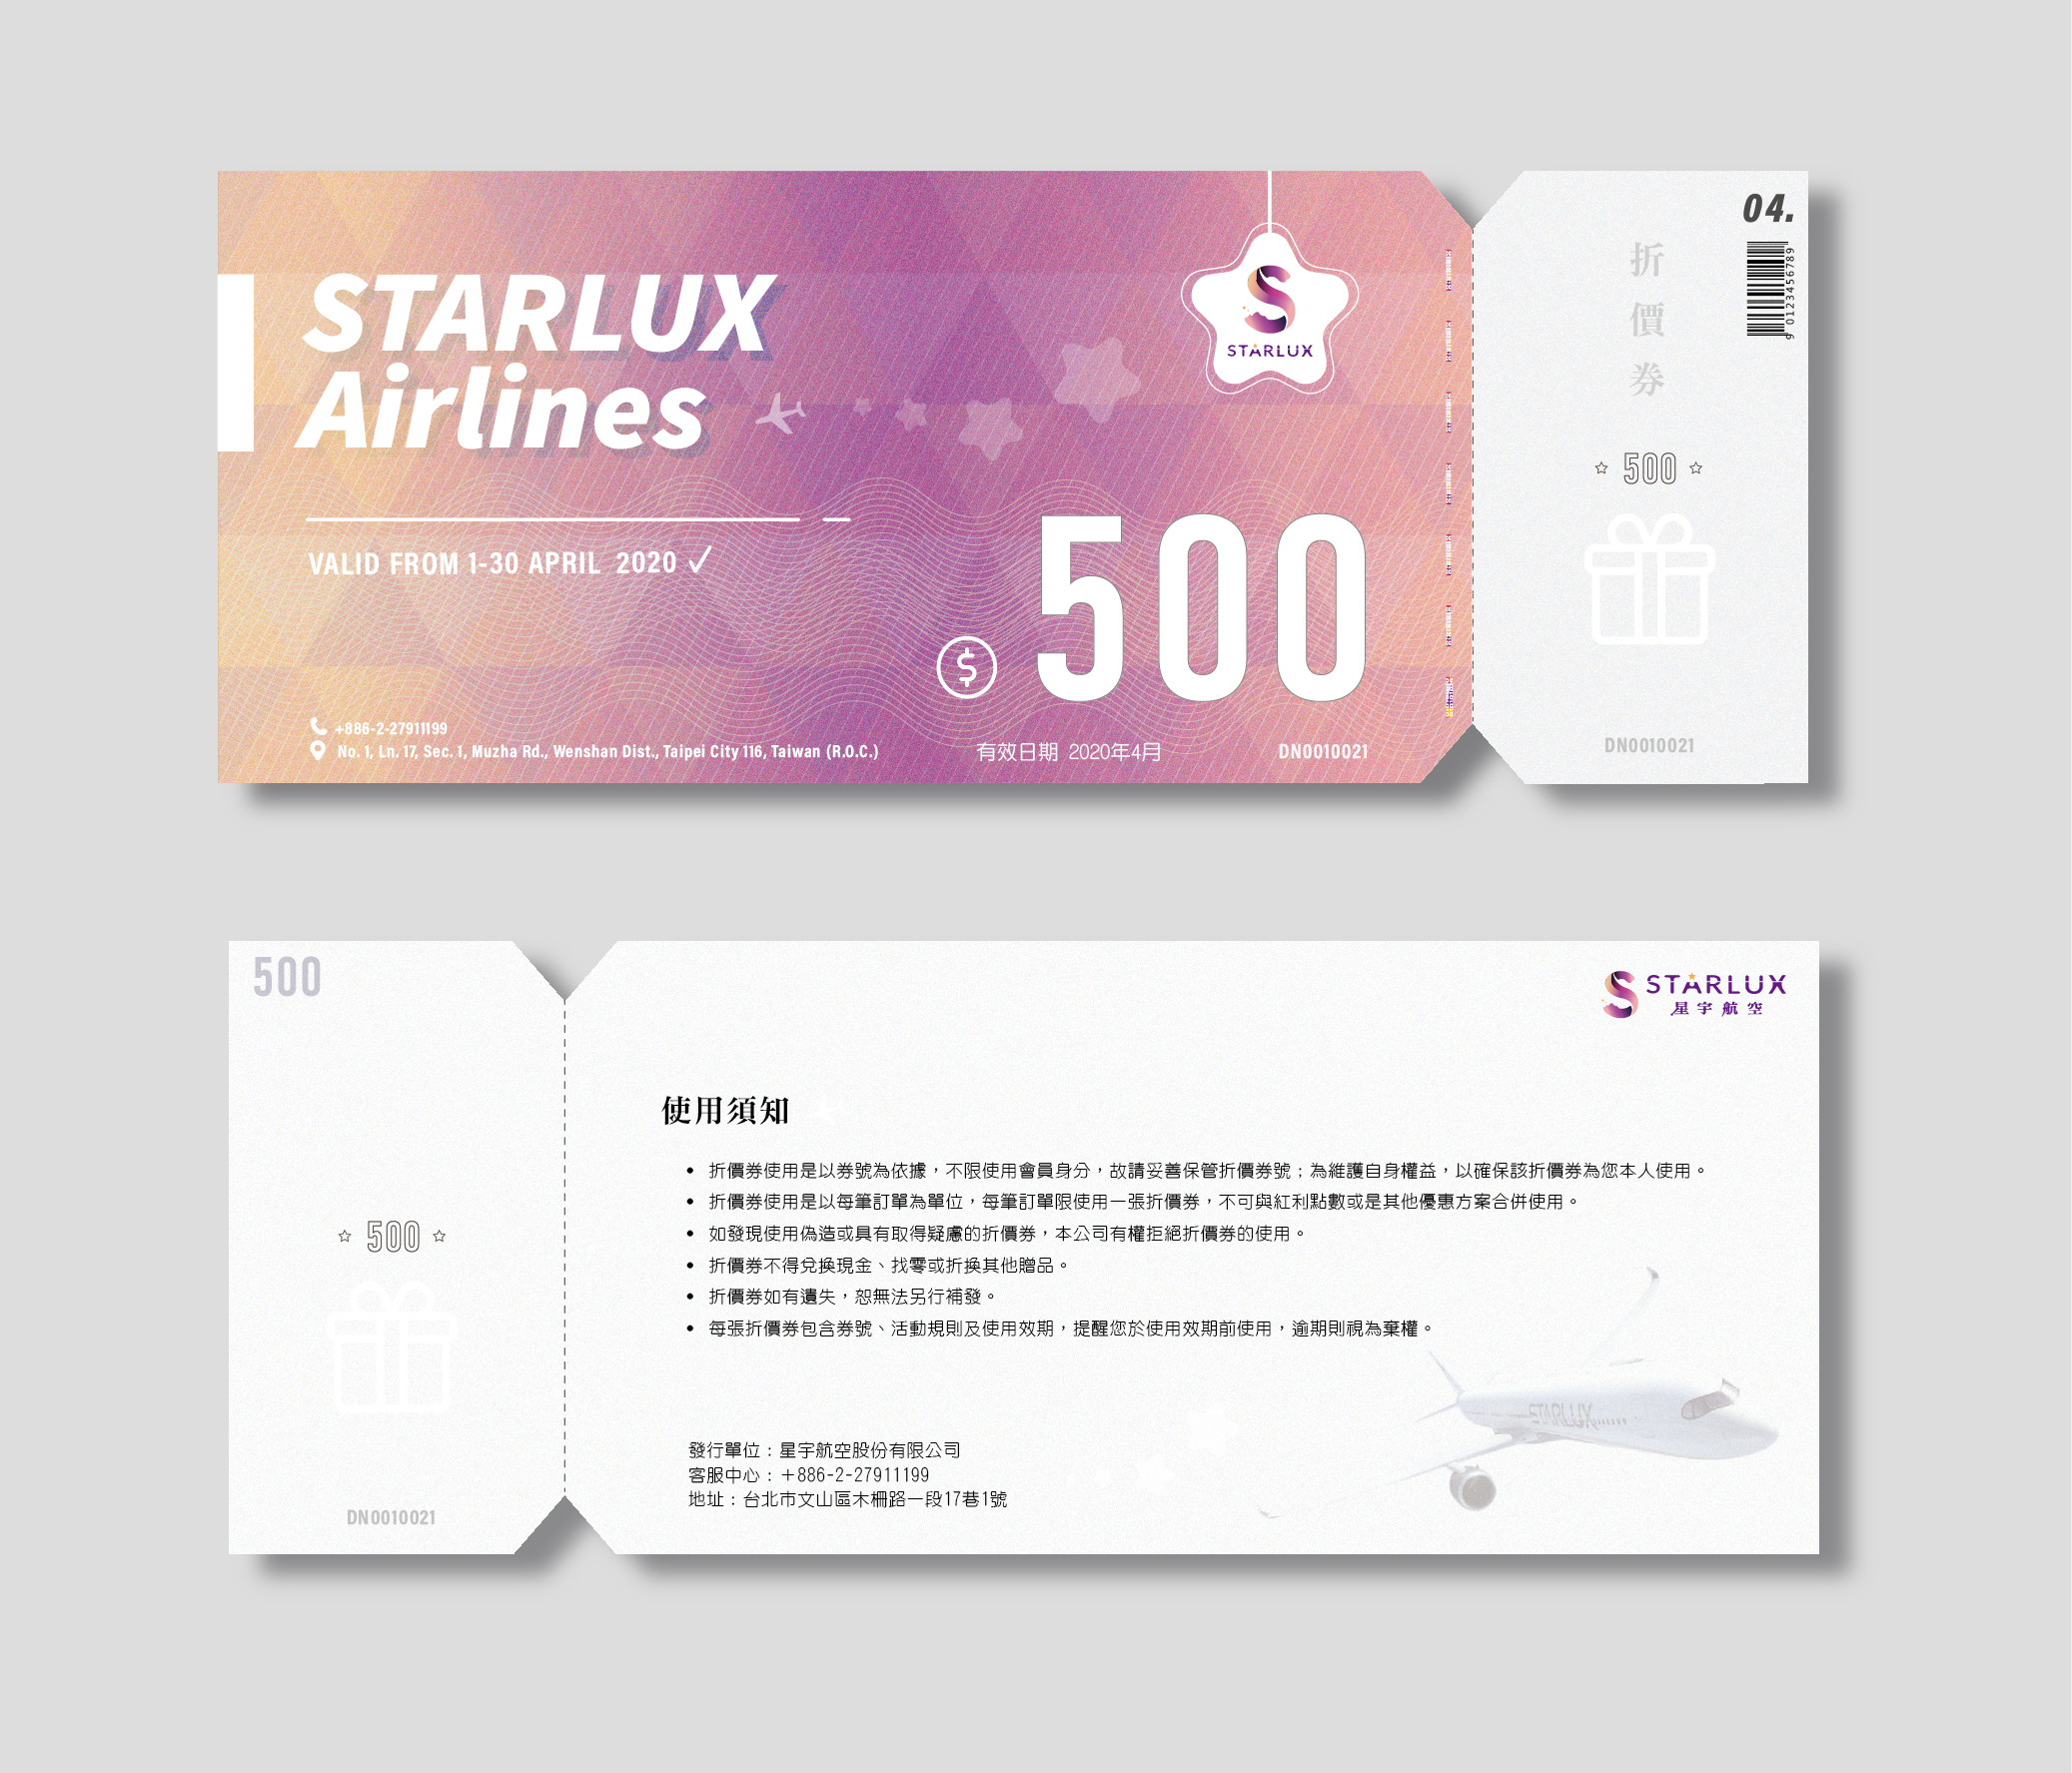 STARLUX
Airlines
STARLUX
VALID FROM 1-30 APRIL 2020
$
500
+886-2-27911199
No. 1, Ln. 17, Sec. 1, Muzha Rd., Wenshan Dist., Taipei City 116, Taiwan (R.O.C.)
有效日期 2020年4月
DN0010021
04.
9 0123456789
折價券
500
DN0010021
500
500
DN0010021
STARLUX
星宇航空
使用須知
• 折價券使用是以券號為依據，不限使用會員身分，故請妥善保管折價券號；為維護自身權益，以確保該折價券為您本人使用。
• 折價券使用是以每筆訂單為單位，每筆訂單限使用一張折價券，不可與紅利點數或是其他優惠方案合併使用。
• 如發現使用偽造或具有取得疑慮的折價券，本公司有權拒絕折價券的使用。
• 折價券不得兌換現金、找零或折換其他贈品。
• 折價券如有遺失，恕無法另行補發。
• 每張折價券包含券號、活動規則及使用效期，提醒您於使用效期前使用，逾期則視為棄權。
STARLUX
發行單位：星宇航空股份有限公司
客服中心：+886-2-27911199
地址：台北市文山區木柵路一段17巷1號